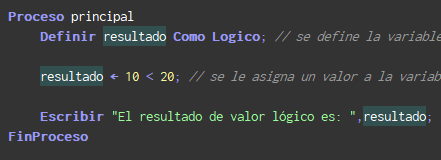 Proceso principal
Definir resultado Como Logico; // se define la variable
resultado ← 10 < 20; // se le asigna un valor a la variab
Escribir "El resultado de valor lógico es: ",resultado;
FinProceso